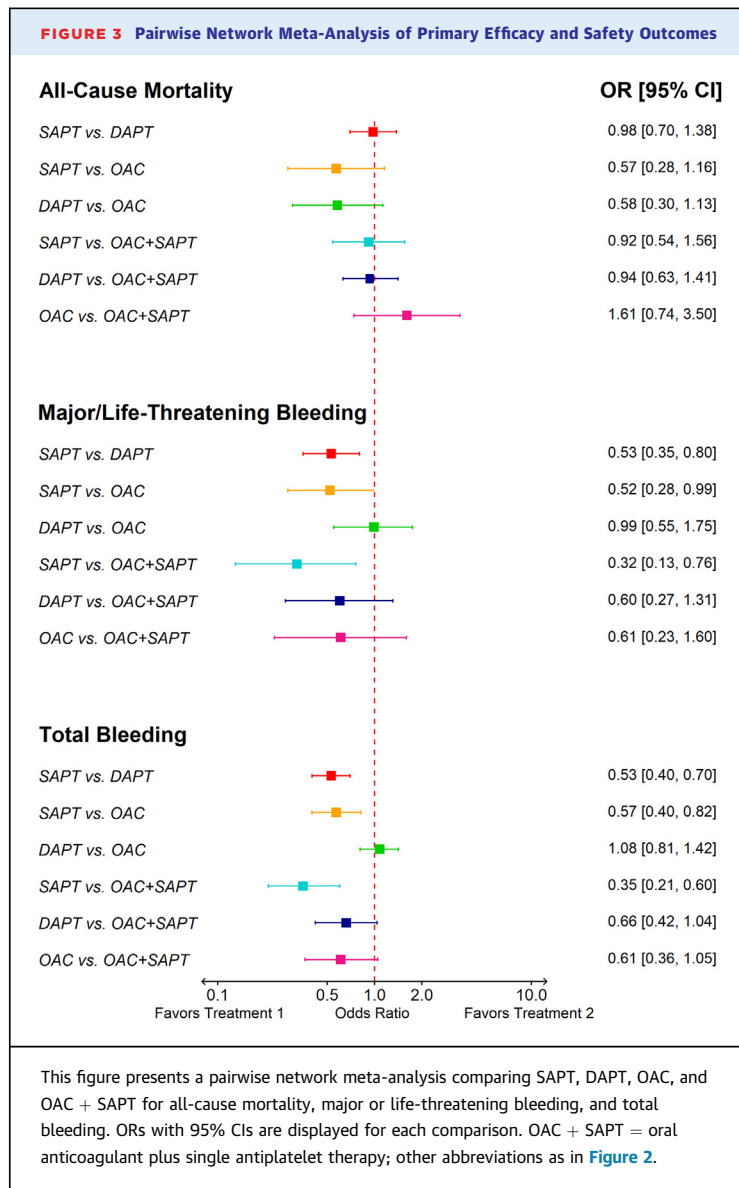 FIGURE 3 Pairwise Network Meta-Analysis of Primary Efficacy and Safety Outcomes
All-Cause Mortality OR [95% CI]
SAPT vs. DAPT 0.98 [0.70, 1.38]
SAPT vs. OAC 0.57 [0.28, 1.16]
DAPT vs. OAC 0.58 [0.30, 1.13]
SAPT vs. OAC+SAPT 0.92 [0.54, 1.56]
DAPT vs. OAC+SAPT 0.94 [0.63, 1.41]
OAC vs. OAC+SAPT 1.61 [0.74, 3.50]
Major/Life-Threatening Bleeding
SAPT vs. DAPT 0.53 [0.35, 0.80]
SAPT vs. OAC 0.52 [0.28, 0.99]
DAPT vs. OAC 0.99 [0.55, 1.75]
SAPT vs. OAC+SAPT 0.32 [0.13, 0.76]
DAPT vs. OAC+SAPT 0.60 [0.27, 1.31]
OAC vs. OAC+SAPT 0.61 [0.23, 1.60]
Total Bleeding
SAPT vs. DAPT 0.53 [0.40, 0.70]
SAPT vs. OAC 0.57 [0.40, 0.82]
DAPT vs. OAC 1.08 [0.81, 1.42]
SAPT vs. OAC+SAPT 0.35 [0.21, 0.60]
DAPT vs. OAC+SAPT 0.66 [0.42, 1.04]
OAC vs. OAC+SAPT 0.61 [0.36, 1.05]
0.1 0.5 1.0 2.0 10.0
Favors Treatment 1 Odds Ratio Favors Treatment 2
This figure presents a pairwise network meta-analysis comparing SAPT, DAPT, OAC, and
OAC + SAPT for all-cause mortality, major or life-threatening bleeding, and total
bleeding. ORs with 95% CIs are displayed for each comparison. OAC + SAPT = oral
anticoagulant plus single antiplatelet therapy; other abbreviations as in Figure 2.